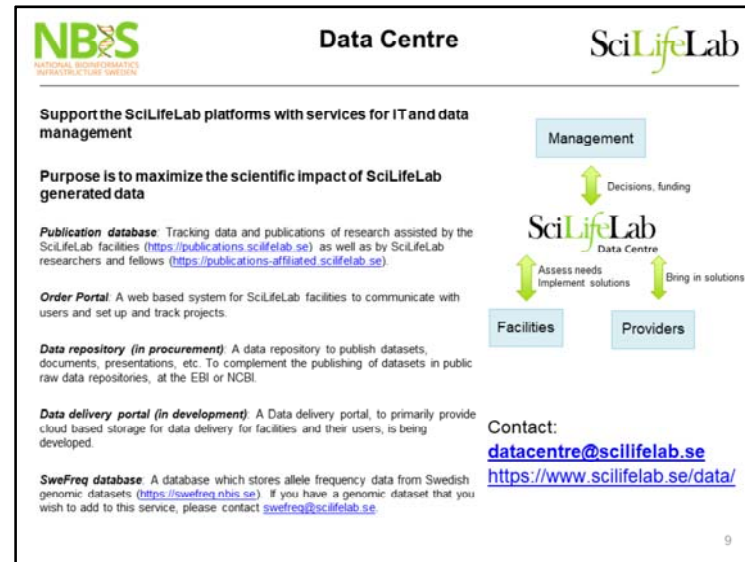 NBIS
NATIONAL BIOINFORMATICS
INFRASTRUCTURE SWEDEN
Data Centre
SciLifeLab
Support the SciLifeLab platforms with services for IT and data
management
Purpose is to maximize the scientific impact of SciLifeLab
generated data
Publication database: Tracking data and publications of research assisted by the
SciLifeLab facilities (https://publications.scilifelab.se) as well as by SciLifeLab
researchers and fellows (https://publications-affiliated.scilifelab.se).
Order Portal: A web based system for SciLifeLab facilities to communicate with
users and set up and track projects.
Data repository (in procurement): A data repository to publish datasets,
documents, presentations, etc. To complement the publishing of datasets in public
raw data repositories, at the EBI or NCBI.
Data delivery portal (in development): A Data delivery portal, to primarily provide
cloud based storage for data delivery for facilities and their users, is being
developed.
SweFreq database: A database which stores allele frequency data from Swedish
genomic datasets (https://swefreq.nbis.se). If you have a genomic dataset that you
wish to add to this service, please contact swefreq@scilifelab.se.
Management
Decisions, funding
SciLifeLab
Data Centre
Assess needs
Implement solutions
Bring in solutions
Facilities
Providers
Contact:
datacentre@scilifelab.se
https://www.scilifelab.se/data/
9